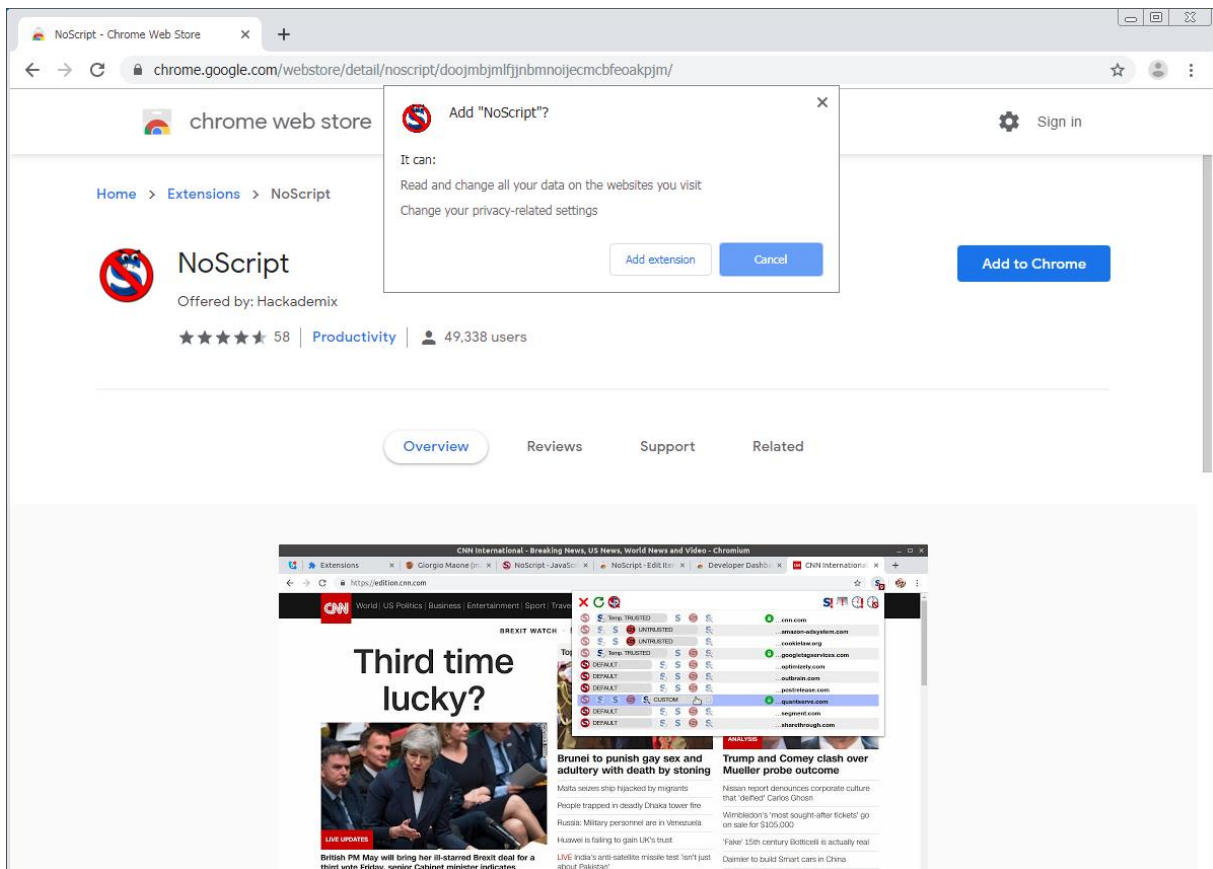 NoScript - Chrome Web Store
chrome.google.com/webstore/detail/noscript/doojmbjmlfjjnbmnoijecmcbfeoakpjm/
chrome web store
Sign in
Add "NoScript"?
It can:
Read and change all your data on the websites you visit
Change your privacy-related settings
Add extension
Cancel
Home > Extensions > NoScript
NoScript
Add to Chrome
Offered by: Hackademix
58 | Productivity | 49,338 users
Overview
Reviews
Support
Related
CNN International - Breaking News, US News, World News and Video - Chromium
Extensions
Giorgio Maone
NoScript - JavaSc
NoScript - Edit Ite
Developer Dashb
CNN International
https://edition.cnn.com
CNN
World | US Politics | Business | Entertainment | Sport | Trave
BREXIT WATCH
Temp. TRUSTED
...cnn.com
UNTRUSTED
...amazon-adsystem.com
UNTRUSTED
...cookielaw.org
Temp. TRUSTED
...googletagservices.com
DEFAULT
...optimizely.com
DEFAULT
...outbrain.com
DEFAULT
...postrelease.com
CUSTOM
...quantserve.com
DEFAULT
...segment.com
DEFAULT
...sharethrough.com
Third time
lucky?
LIVE UPDATES
British PM May will bring her ill-starred Brexit deal for a
third vote Friday, senior Cabinet minister indicates
To
Brunei to punish gay sex and
adultery with death by stoning
Malta seizes ship hijacked by migrants
People trapped in deadly Dhaka tower fire
Russia: Military personnel are in Venezuela
Huawei is failing to gain UK's trust
LIVE India's anti-satellite missile test 'isn't just
about Pakistan'
ANALYSIS
Trump and Comey clash over
Mueller probe outcome
Nissan report denounces corporate culture
that 'deified' Carlos Ghosn
Wimbledon's 'most sought-after tickets' go
on sale for $105,000
'Fake' 15th century Botticelli is actually real
Daimler to build Smart cars in China